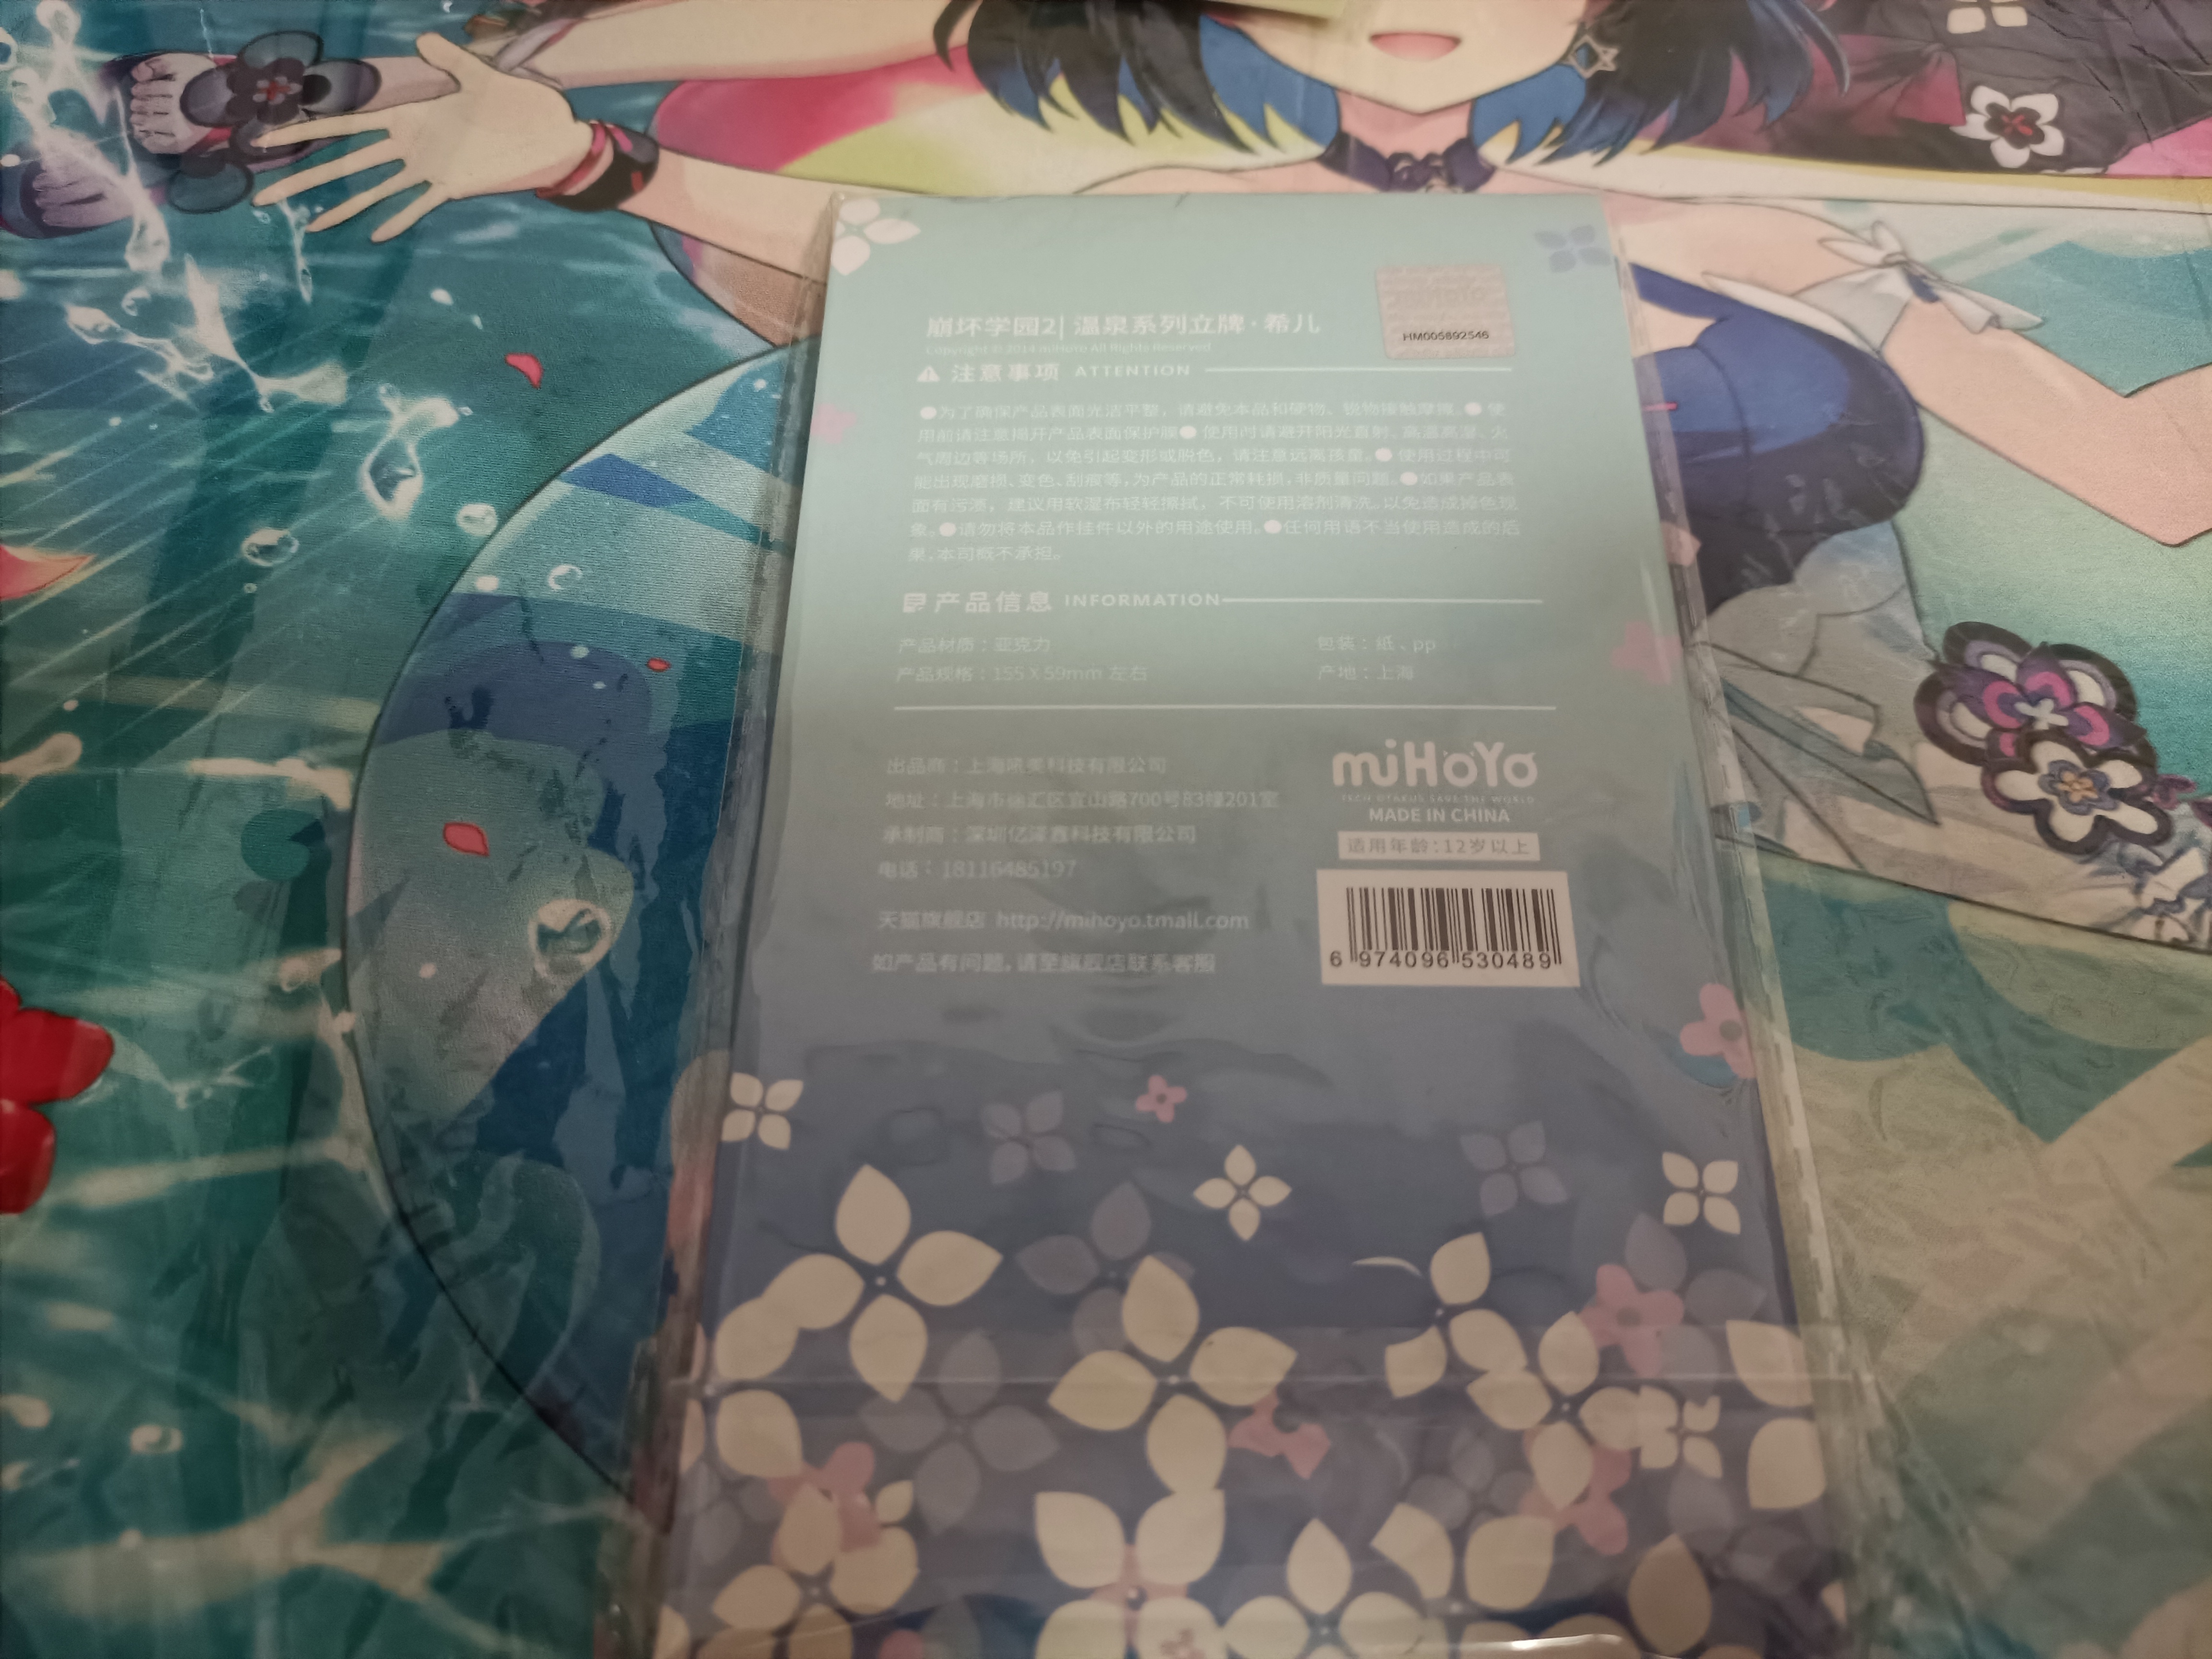 崩坏学园2| 温泉系列立牌·希儿
Copyright © 2014 miHoYo All Rights Reserved
HM005892546
注意事项 ATTENTION
●为了确保产品表面光洁平整，请避免本品和硬物、锐物接触摩擦。●使
用前请注意揭开产品表面保护膜●使用时请避开阳光直射、高温高湿、火
气周边等场所，以免引起变形或脱色，请注意远离孩童。●使用过程中可
能出现磨损、变色、刮痕等，为产品的正常耗损，非质量问题。●如果产品表
面有污渍，建议用软湿布轻轻擦拭，不可使用溶剂清洗，以免造成掉色现
象。●请勿将本品作挂件以外的用途使用。●任何用语不当使用造成的后
果，本司概不承担。
产品信息 INFORMATION
产品材质：亚克力
包装：纸、pp
产品规格：155 X 59mm 左右
产地：上海
出品商：上海呗美科技有限公司
地址：上海市徐汇区宜山路700号B3幢201室
承制商：深圳亿泽鑫科技有限公司
电话：18116485197
天猫旗舰店 http://mihoyo.tmall.com
如产品有问题，请至旗舰店联系客服
miHoYo
TECH OTAKUS SAVE THE WORLD
MADE IN CHINA
适用年龄：12岁以上
6 974096 530489